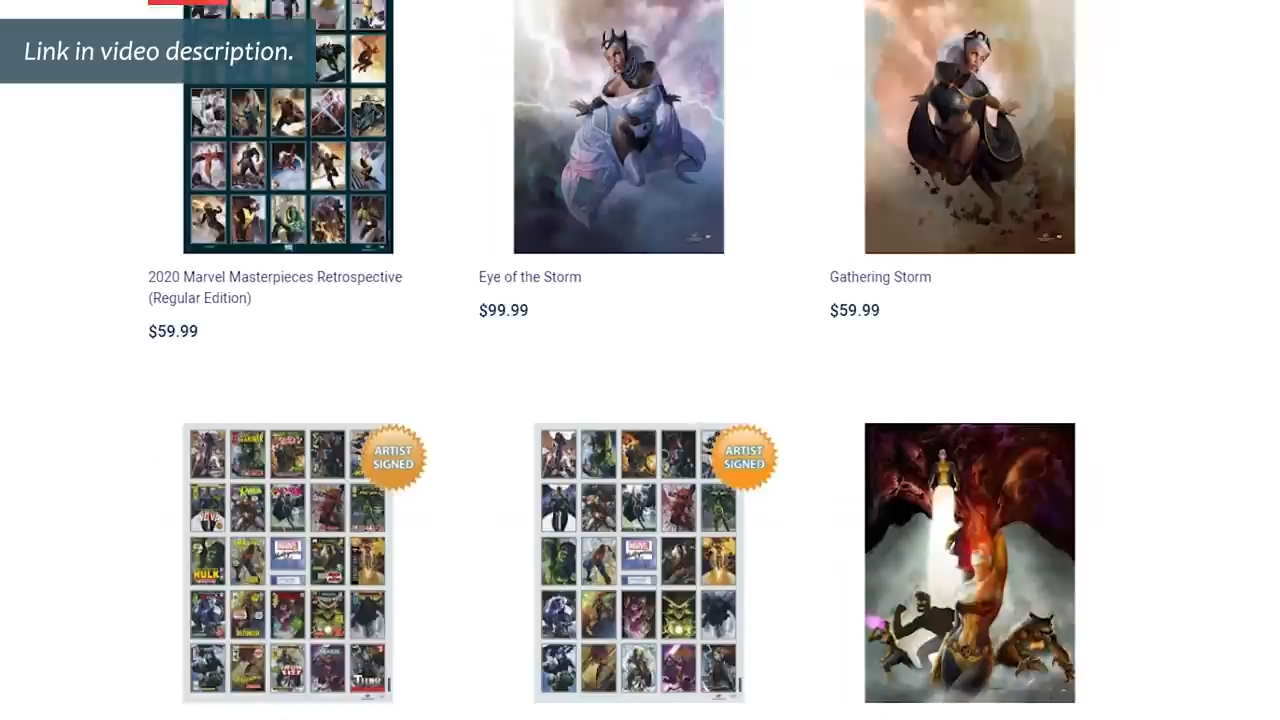 Link in video description.
2020 Marvel Masterpieces Retrospective
(Regular Edition)
$59.99
Eye of the Storm
$99.99
Gathering Storm
$59.99
ARTIST
SIGNED
ARTIST
SIGNED
HULK